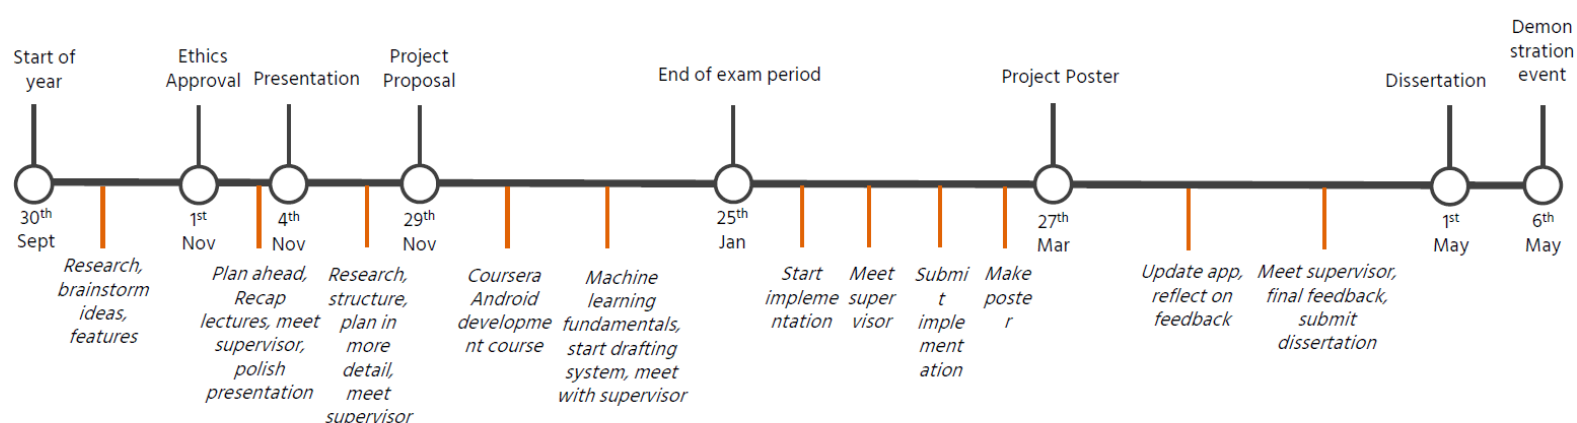 Start of
year
Ethics
Approval
Presentation
Project
Proposal
End of exam period
Project Poster
Dissertation
Demon
stration
event
30th
Sept
1st
Nov
4th
Nov
29th
Nov
25th
Jan
27th
Mar
1st
May
6th
May
Research,
brainstorm
ideas,
features
Plan ahead,
Recap
lectures, meet
supervisor,
polish
presentation
Research,
structure,
plan in
more
detail,
meet
supervisor
Coursera
Android
developme
nt course
Machine
learning
fundamentals,
start drafting
system, meet
with supervisor
Start
impleme
ntation
Meet
super
visor
Submi
t
imple
ment
ation
Make
poste
r
Update app,
reflect on
feedback
Meet supervisor,
final feedback,
submit
dissertation